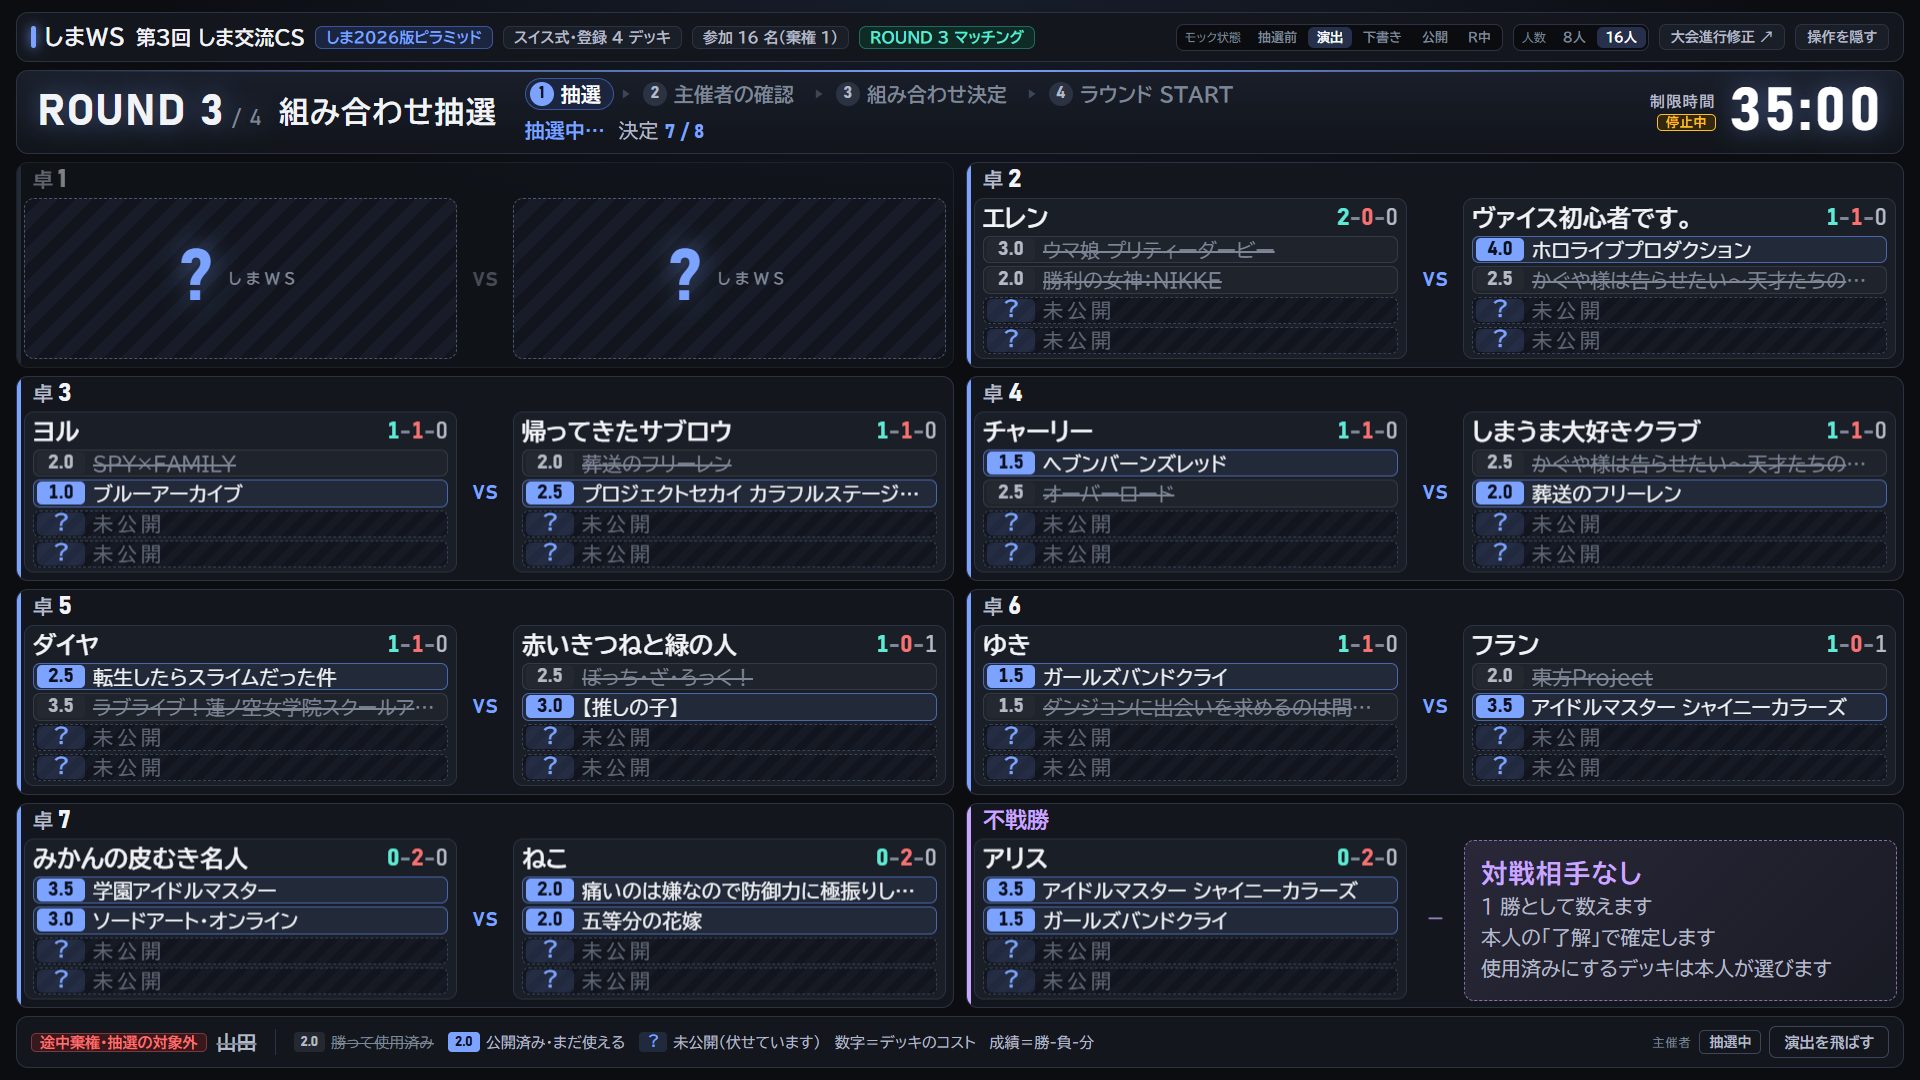 しまWS 第3回 しま交流CS しま2026版ピラミッド スイス式・登録 4 デッキ 参加 16 名(棄権 1) ROUND 3 マッチング モック状態 抽選前 演出 下書き 公開 R中 人数 8人 16人 大会進行修正 ↗ 操作を隠す
ROUND 3 / 4 組み合わせ抽選
1 抽選 ▸ 2 主催者の確認 ▸ 3 組み合わせ決定 ▸ 4 ラウンド START
抽選中… 決定 7 / 8
制限時間 停止中 35:00
卓 1
? しまWS VS ? しまWS
卓 2
エレン 2-0-0
3.0 ウマ娘 プリティーダービー
2.0 勝利の女神:NIKKE
? 未公開
? 未公開
VS
ヴァイス初心者です。 1-1-0
4.0 ホロライブプロダクション
2.5 かぐや様は告らせたい～天才たちの…
? 未公開
? 未公開
卓 3
ヨル 1-1-0
2.0 SPY×FAMILY
1.0 ブルーアーカイブ
? 未公開
? 未公開
VS
帰ってきたサブロウ 1-1-0
2.0 葬送のフリーレン
2.5 プロジェクトセカイ カラフルステージ…
? 未公開
? 未公開
卓 4
チャーリー 1-1-0
1.5 ヘブンバーンズレッド
2.5 オーバーロード
? 未公開
? 未公開
VS
しまうま大好きクラブ 1-1-0
2.5 かぐや様は告らせたい～天才たちの…
2.0 葬送のフリーレン
? 未公開
? 未公開
卓 5
ダイヤ 1-1-0
2.5 転生したらスライムだった件
3.5 ラブライブ！蓮ノ空女学院スクールア…
? 未公開
? 未公開
VS
赤いきつねと緑の人 1-0-1
2.5 ぼっち・ざ・ろっく！
3.0 【推しの子】
? 未公開
? 未公開
卓 6
ゆき 1-1-0
1.5 ガールズバンドクライ
1.5 ダンジョンに出会いを求めるのは間…
? 未公開
? 未公開
VS
フラン 1-0-1
2.0 東方Project
3.5 アイドルマスター シャイニーカラーズ
? 未公開
? 未公開
卓 7
みかんの皮むき名人 0-2-0
3.5 学園アイドルマスター
3.0 ソードアート・オンライン
? 未公開
? 未公開
VS
ねこ 0-2-0
2.0 痛いのは嫌なので防御力に極振りし…
2.0 五等分の花嫁
? 未公開
? 未公開
不戦勝
アリス 0-2-0
3.5 アイドルマスター シャイニーカラーズ
1.5 ガールズバンドクライ
? 未公開
? 未公開
–
対戦相手なし
1 勝として数えます
本人の「了解」で確定します
使用済みにするデッキは本人が選びます
途中棄権・抽選の対象外 山田 2.0 勝って使用済み 2.0 公開済み・まだ使える ? 未公開(伏せています) 数字＝デッキのコスト 成績＝勝-負-分 主催者 抽選中 演出を飛ばす